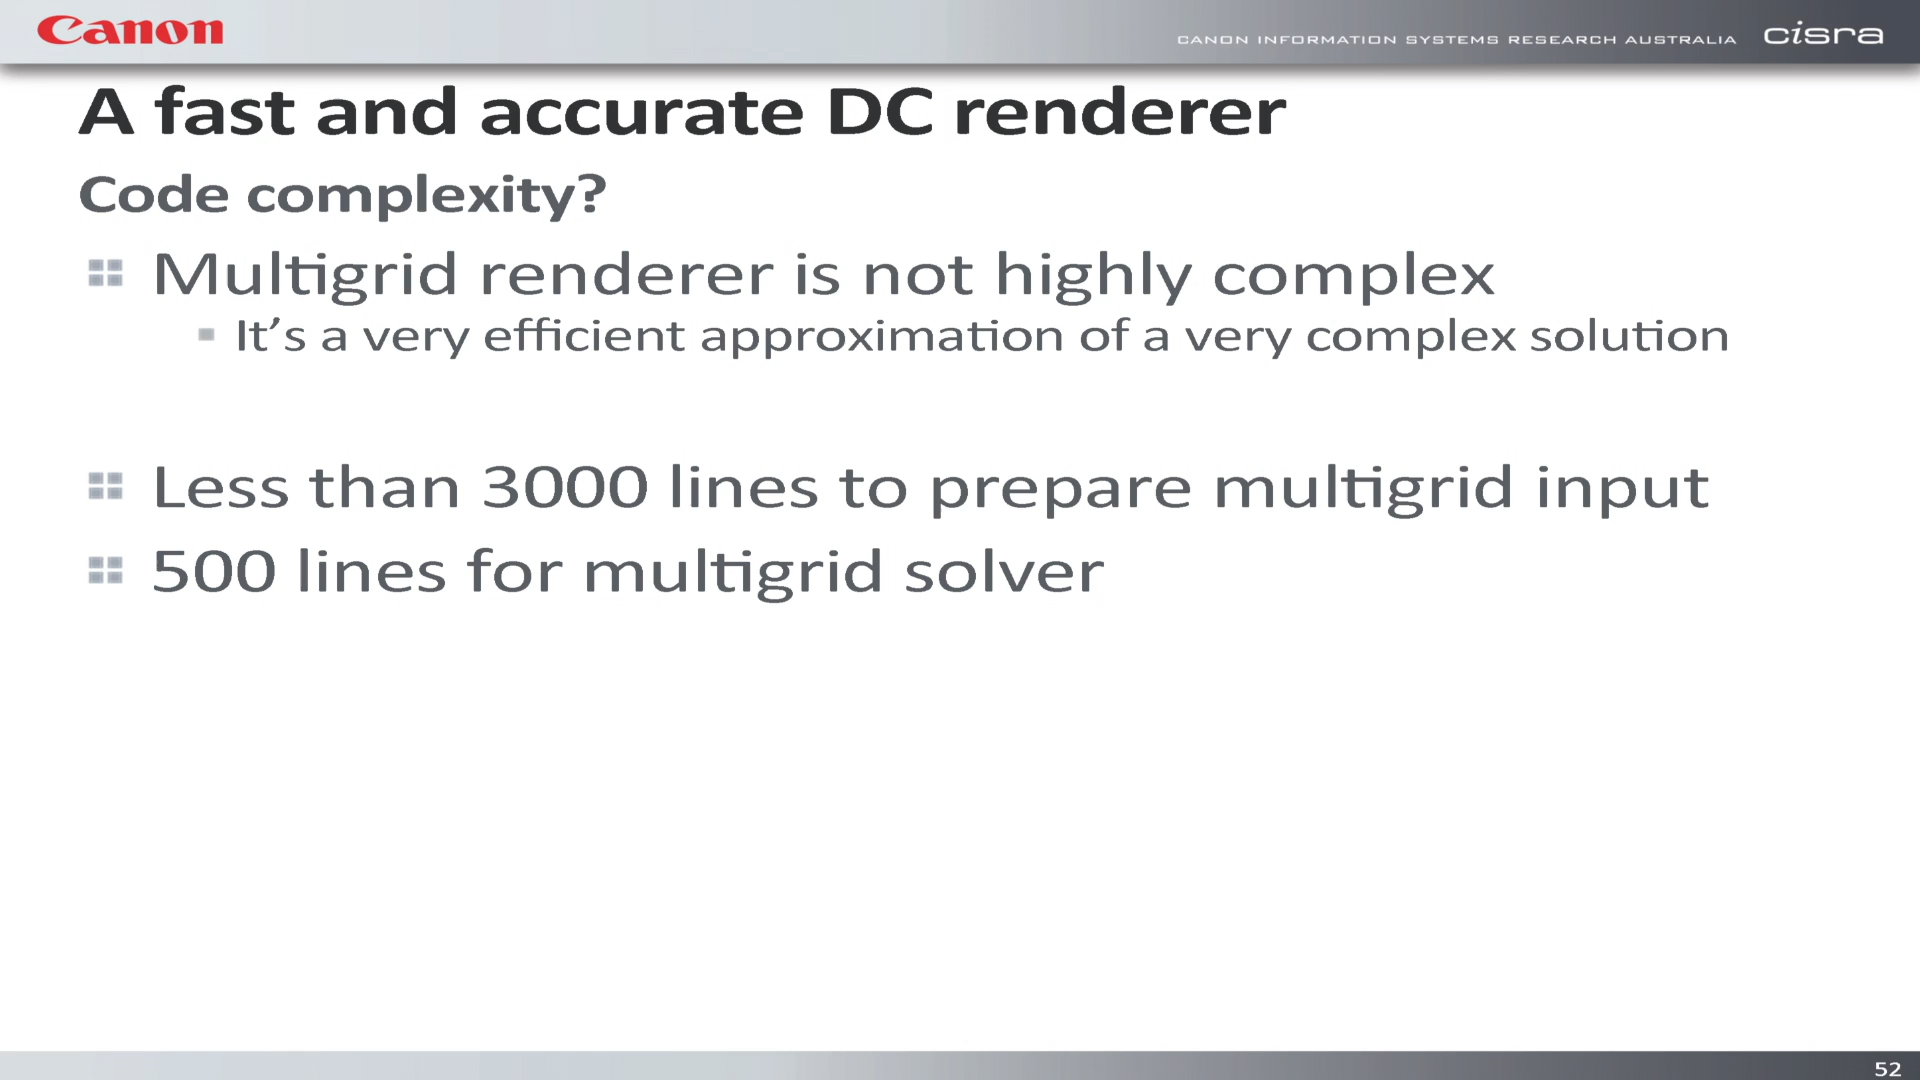 Canon
CANON INFORMATION SYSTEMS RESEARCH AUSTRALIA cisra
A fast and accurate DC renderer
Code complexity?
Multigrid renderer is not highly complex
It’s a very efficient approximation of a very complex solution
Less than 3000 lines to prepare multigrid input
500 lines for multigrid solver
52